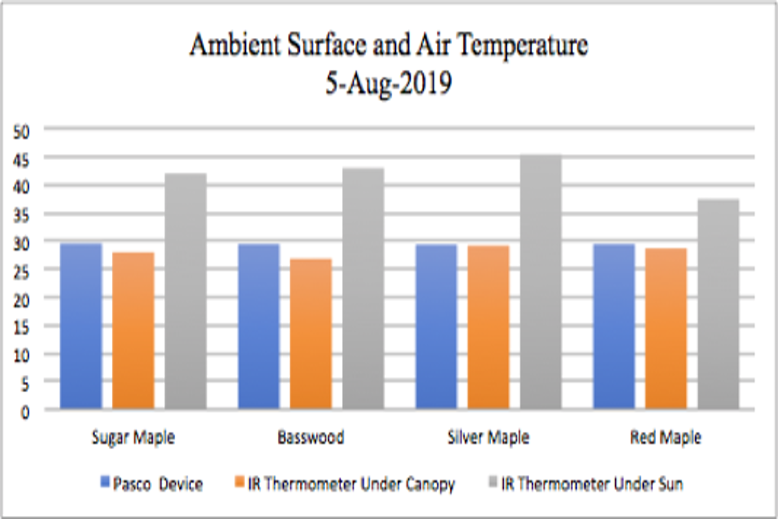 Ambient Surface and Air Temperature
5-Aug-2019
50
45
40
35
30
25
20
15
10
5
0
Sugar Maple Basswood Silver Maple Red Maple
Pasco Device IR Thermometer Under Canopy IR Thermometer Under Sun